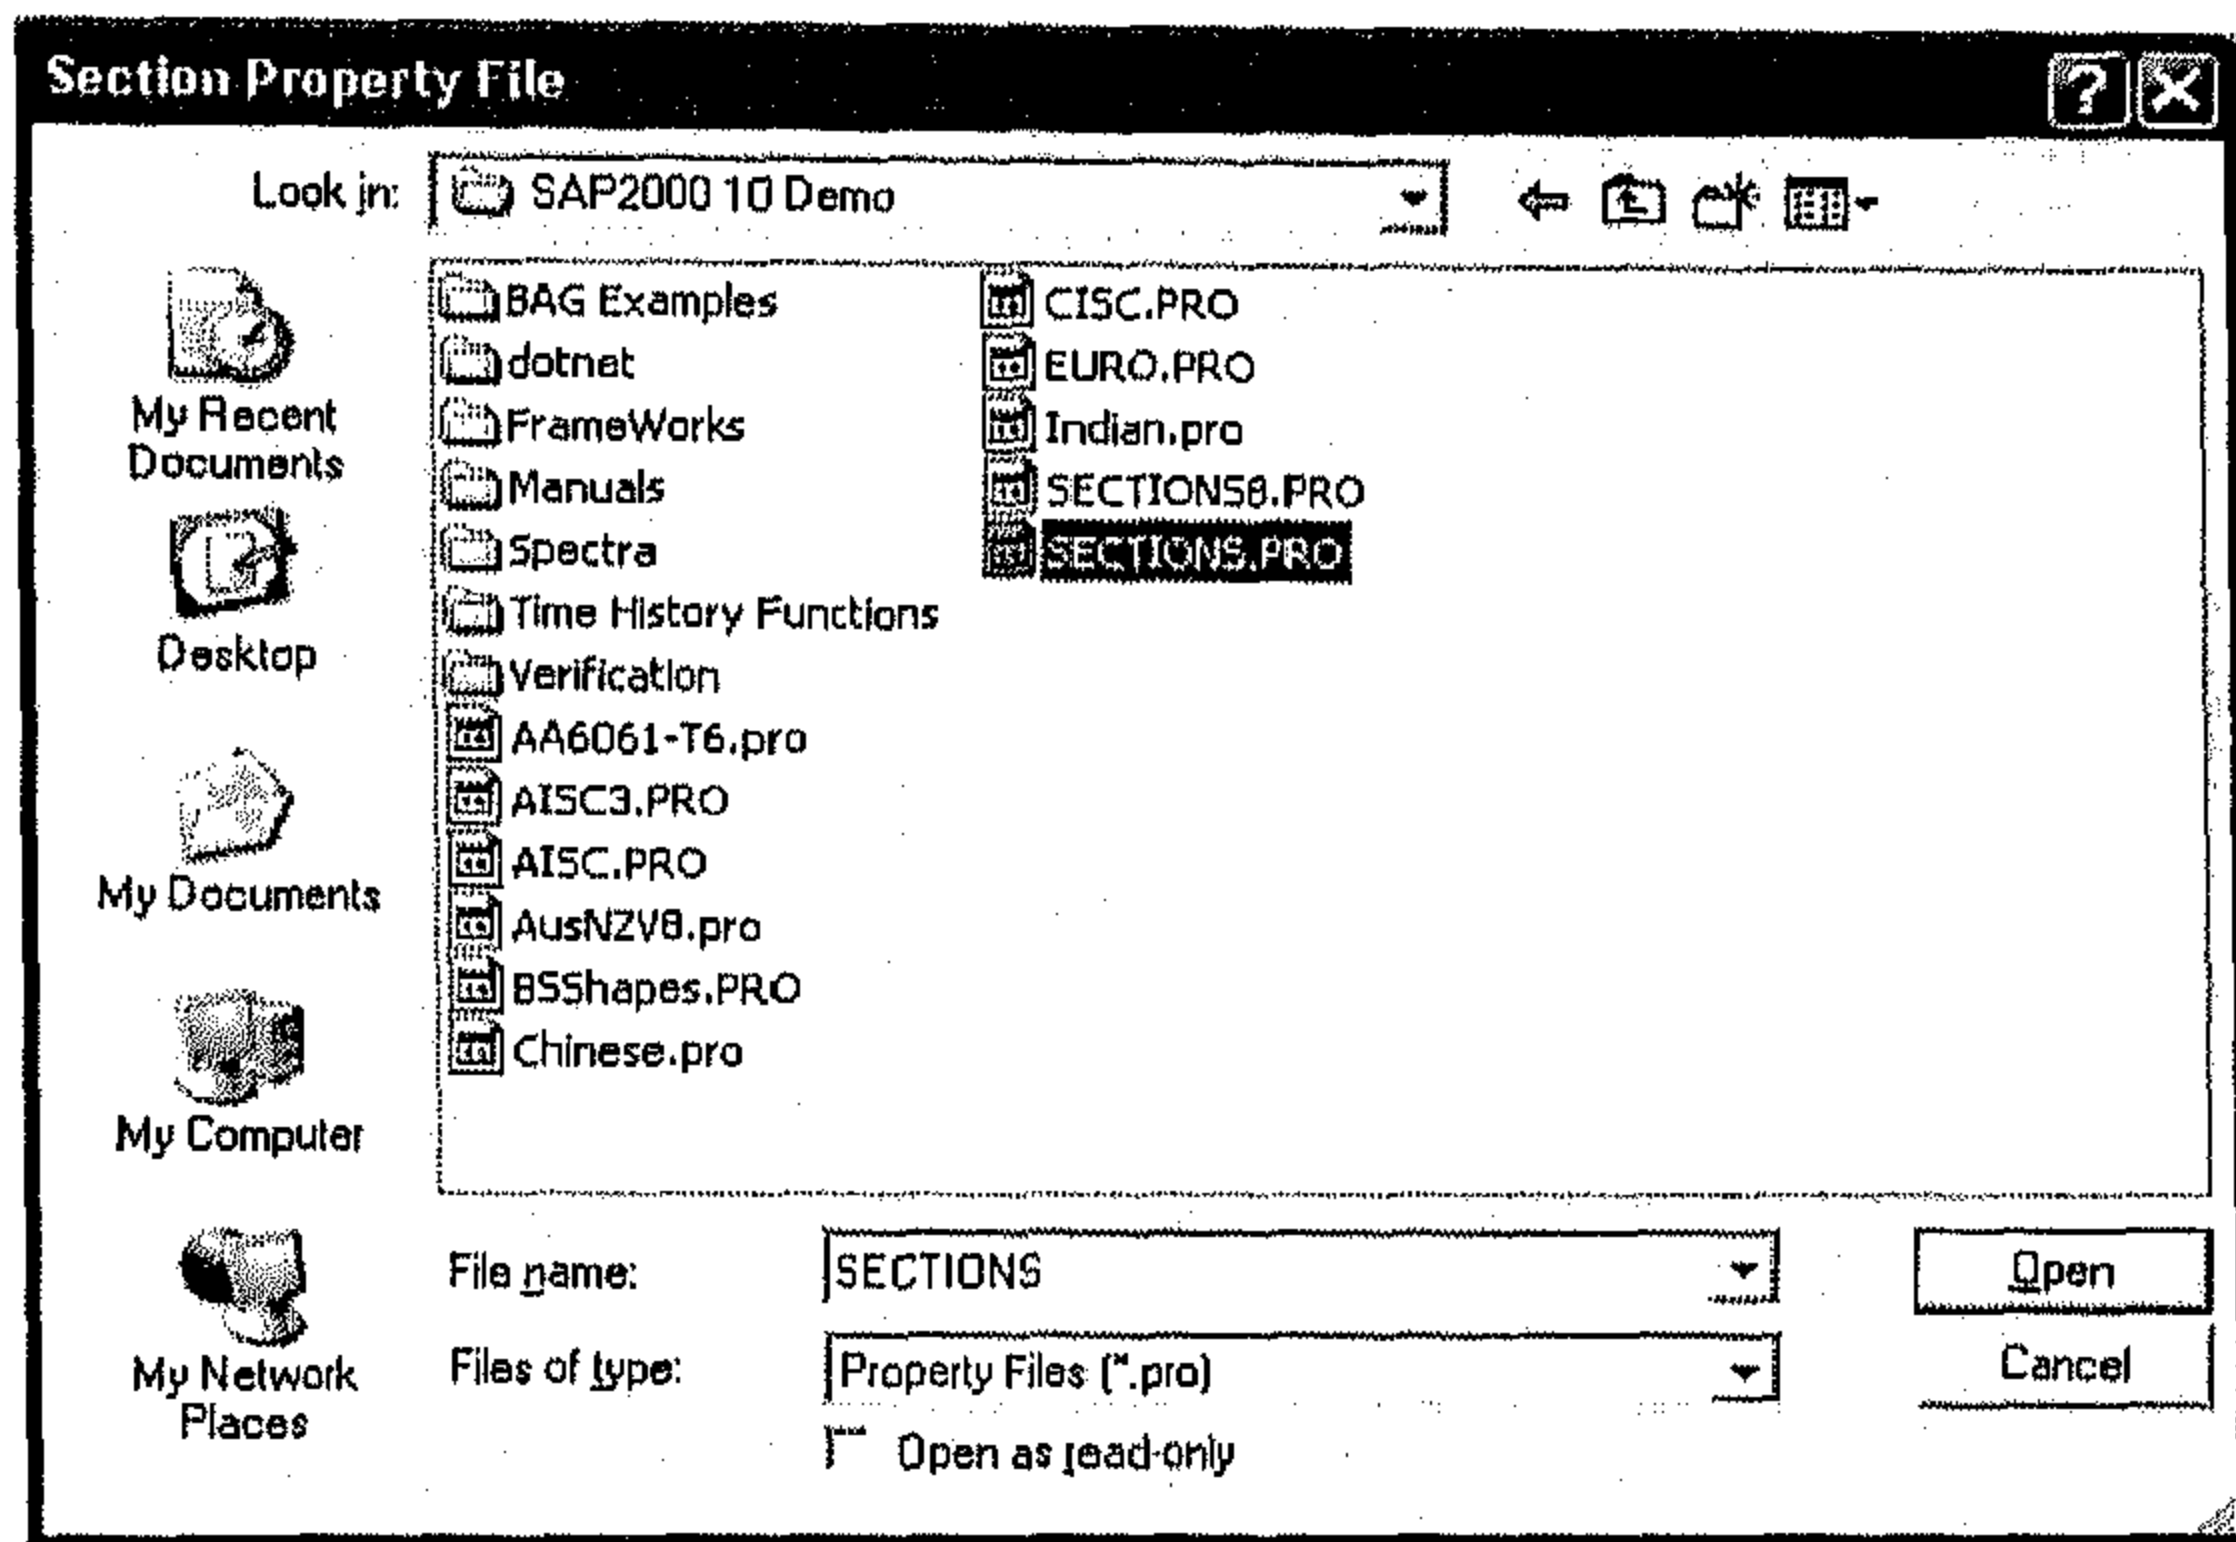 Section Property File
Look in:
SAP2000 10 Demo
My Recent
Documents
Desktop
My Documents
My Computer
My Network
Places
BAG Examples
dotnet
FrameWorks
Manuals
Spectra
Time History Functions
Verification
AA6061-T6.pro
AISC3.PRO
AISC.PRO
AusNZV8.pro
BSShapes.PRO
Chinese.pro
CISC.PRO
EURO.PRO
Indian.pro
SECTIONS8.PRO
SECTIONS.PRO
File name:
SECTIONS
Open
Files of type:
Property Files (*.pro)
Cancel
Open as read-only